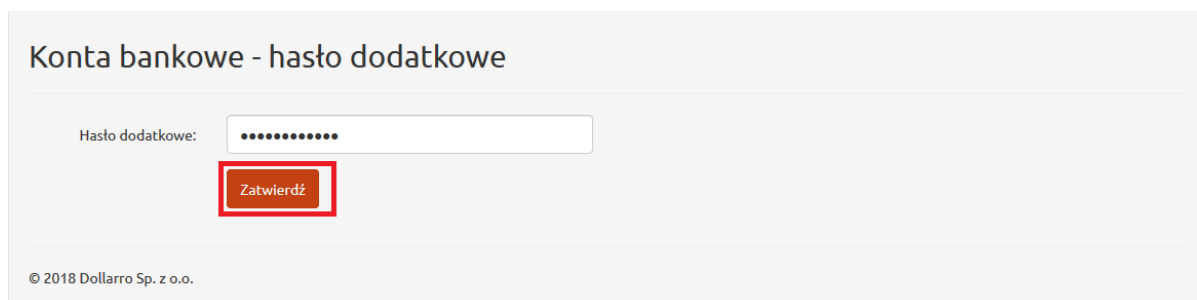 Konta bankowe - hasło dodatkowe
Hasło dodatkowe: ••••••••••••
Zatwierdź
© 2018 Dollarro Sp. z o.o.